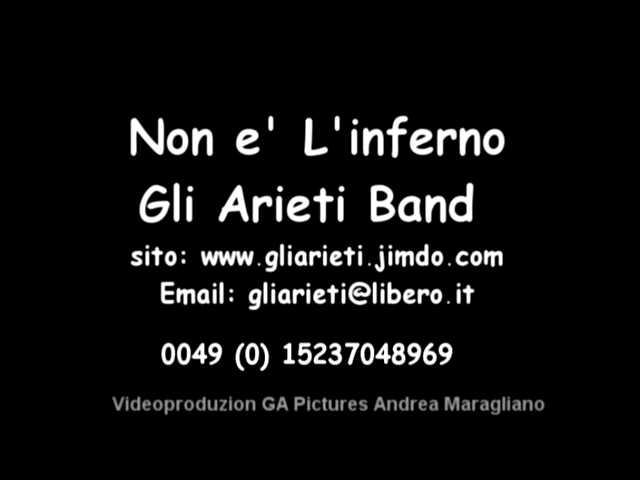 Non e' L'inferno
Gli Arieti Band
sito: www.gliarieti.jimdo.com
Email: gliarieti@libero.it
0049 (0) 15237048969
Videoproduzion GA Pictures Andrea Maragliano